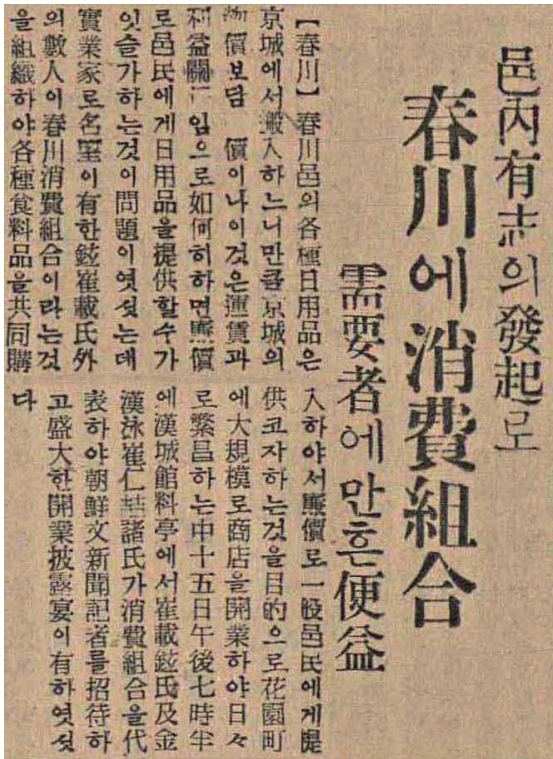 邑內有志의發起로
春川에消費組合
需要者에만흔便益
【春川】春川邑의各種日用品은
京城에서搬入하느니만큼京城의
物價보담 價이나이것은運賃과
利益關 임으로如何히하면廉價
로邑民에게日用品을提供할수가
잇슬가하는것이問題이엿섯는데
實業家로名望이有한鉉崔載氏外
의數人이春川消費組合이라는것
을組織하야各種食料品을共同購
入하야서廉價로一般邑民에게提
供코자하는것을目的으로花園町
에大規模로商店을開業하야日々
로繁昌하는中十五日午後七時半
에漢城館料亭에서崔載鉉氏及金
漢泳崔仁 諸氏가消費組合을代
表하야朝鮮文新聞記者를招待하
고盛大한開業披露宴이有하엿섯
다